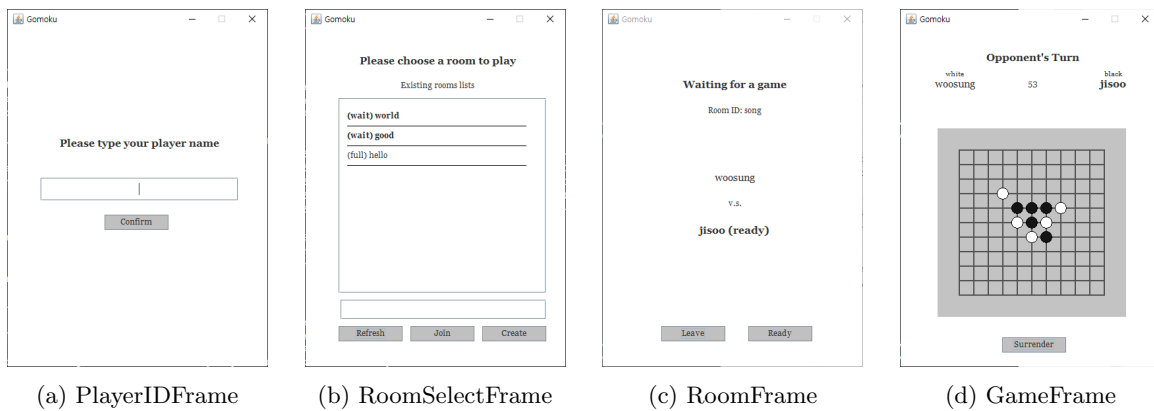 Gomoku
Please type your player name
Confirm
(a) PlayerIDFrame
Gomoku
Please choose a room to play
Existing rooms lists
(wait) world
(wait) good
(full) hello
Refresh Join Create
(b) RoomSelectFrame
Gomoku
Waiting for a game
Room ID: song
woosung
v.s.
jisoo (ready)
Leave Ready
(c) RoomFrame
Gomoku
Opponent's Turn
white black
woosung 53 jisoo
Surrender
(d) GameFrame